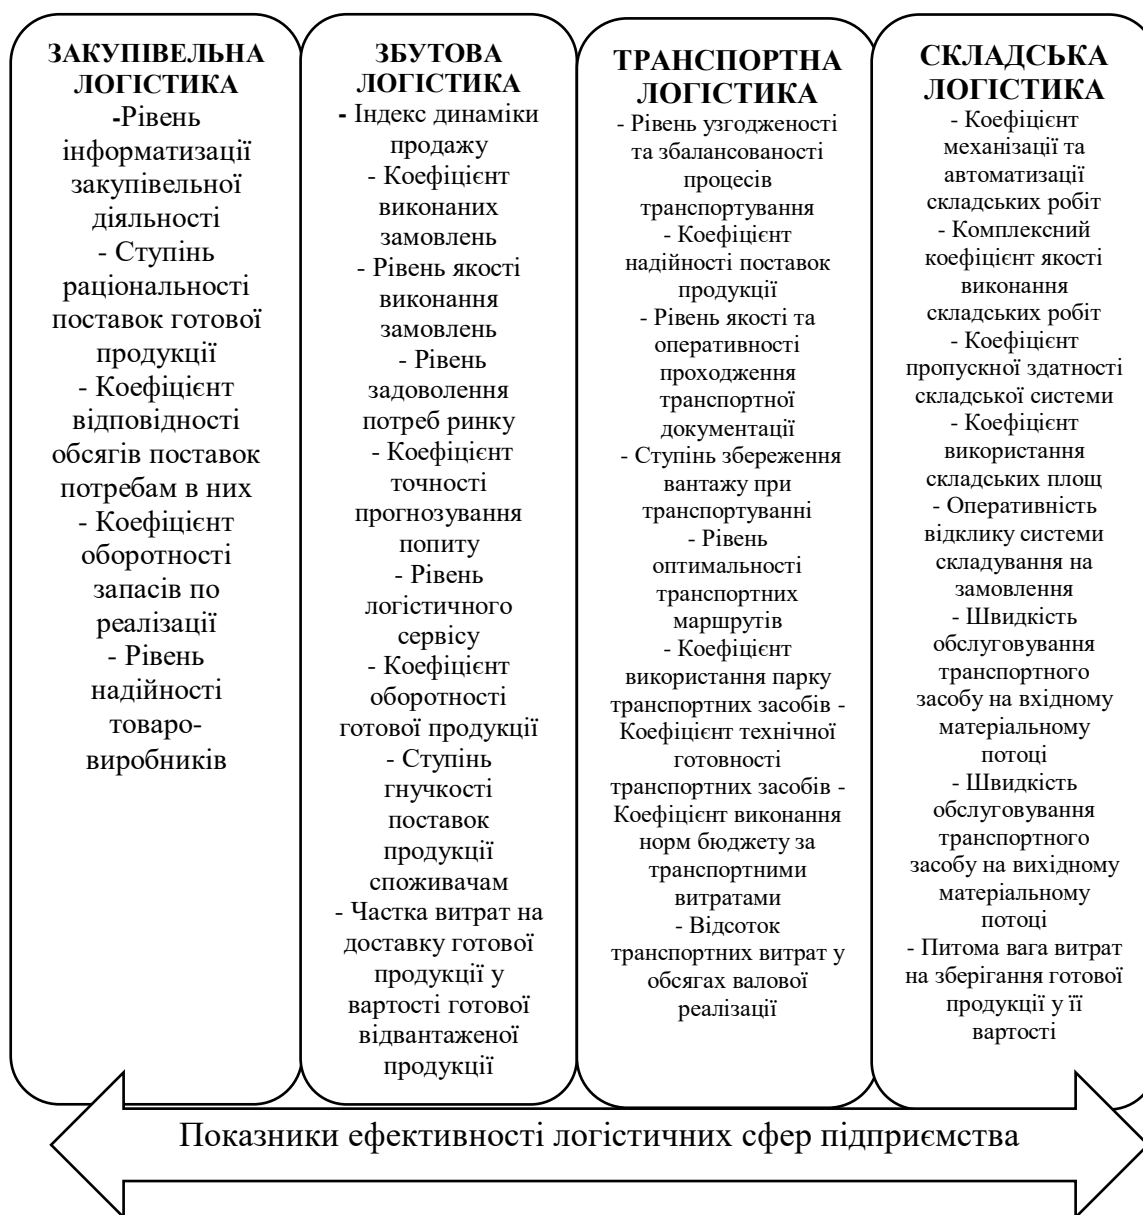 ЗАКУПІВЕЛЬНА
ЛОГІСТИКА
-Рівень
інформатизації
закупівельної
діяльності
- Ступінь
раціональності
поставок готової
продукції
- Коефіцієнт
відповідності
обсягів поставок
потребам в них
- Коефіцієнт
оборотності
запасів по
реалізації
- Рівень
надійності
товаро-
виробників
ЗБУТОВА
ЛОГІСТИКА
- Індекс динаміки
продажу
- Коефіцієнт
виконаних
замовлень
- Рівень якості
виконання
замовлень
- Рівень
задоволення
потреб ринку
- Коефіцієнт
точності
прогнозування
попиту
- Рівень
логістичного
сервісу
- Коефіцієнт
оборотності
готової продукції
- Ступінь
гнучкості
поставок
продукції
споживачам
- Частка витрат на
доставку готової
продукції у
вартості готової
відвантаженої
продукції
ТРАНСПОРТНА
ЛОГІСТИКА
- Рівень узгодженості
та збалансованості
процесів
транспортування
- Коефіцієнт
надійності поставок
продукції
- Рівень якості та
оперативності
проходження
транспортної
документації
- Ступінь збереження
вантажу при
транспортуванні
- Рівень
оптимальності
транспортних
маршрутів
- Коефіцієнт
використання парку
транспортних засобів -
Коефіцієнт технічної
готовності
транспортних засобів -
Коефіцієнт виконання
норм бюджету за
транспортними
витратами
- Відсоток
транспортних витрат у
обсягах валової
реалізації
СКЛАДСЬКА
ЛОГІСТИКА
- Коефіцієнт
механізації та
автоматизації
складських робіт
- Комплексний
коефіцієнт якості
виконання
складських робіт
- Коефіцієнт
пропускної здатності
складської системи
- Коефіцієнт
використання
складських площ
- Оперативність
відклику системи
складування на
замовлення
- Швидкість
обслуговування
транспортного
засобу на вхідному
матеріальному
потоці
- Швидкість
обслуговування
транспортного
засобу на вихідному
матеріальному
потоці
- Питома вага витрат
на зберігання готової
продукції у її
вартості
Показники ефективності логістичних сфер підприємства